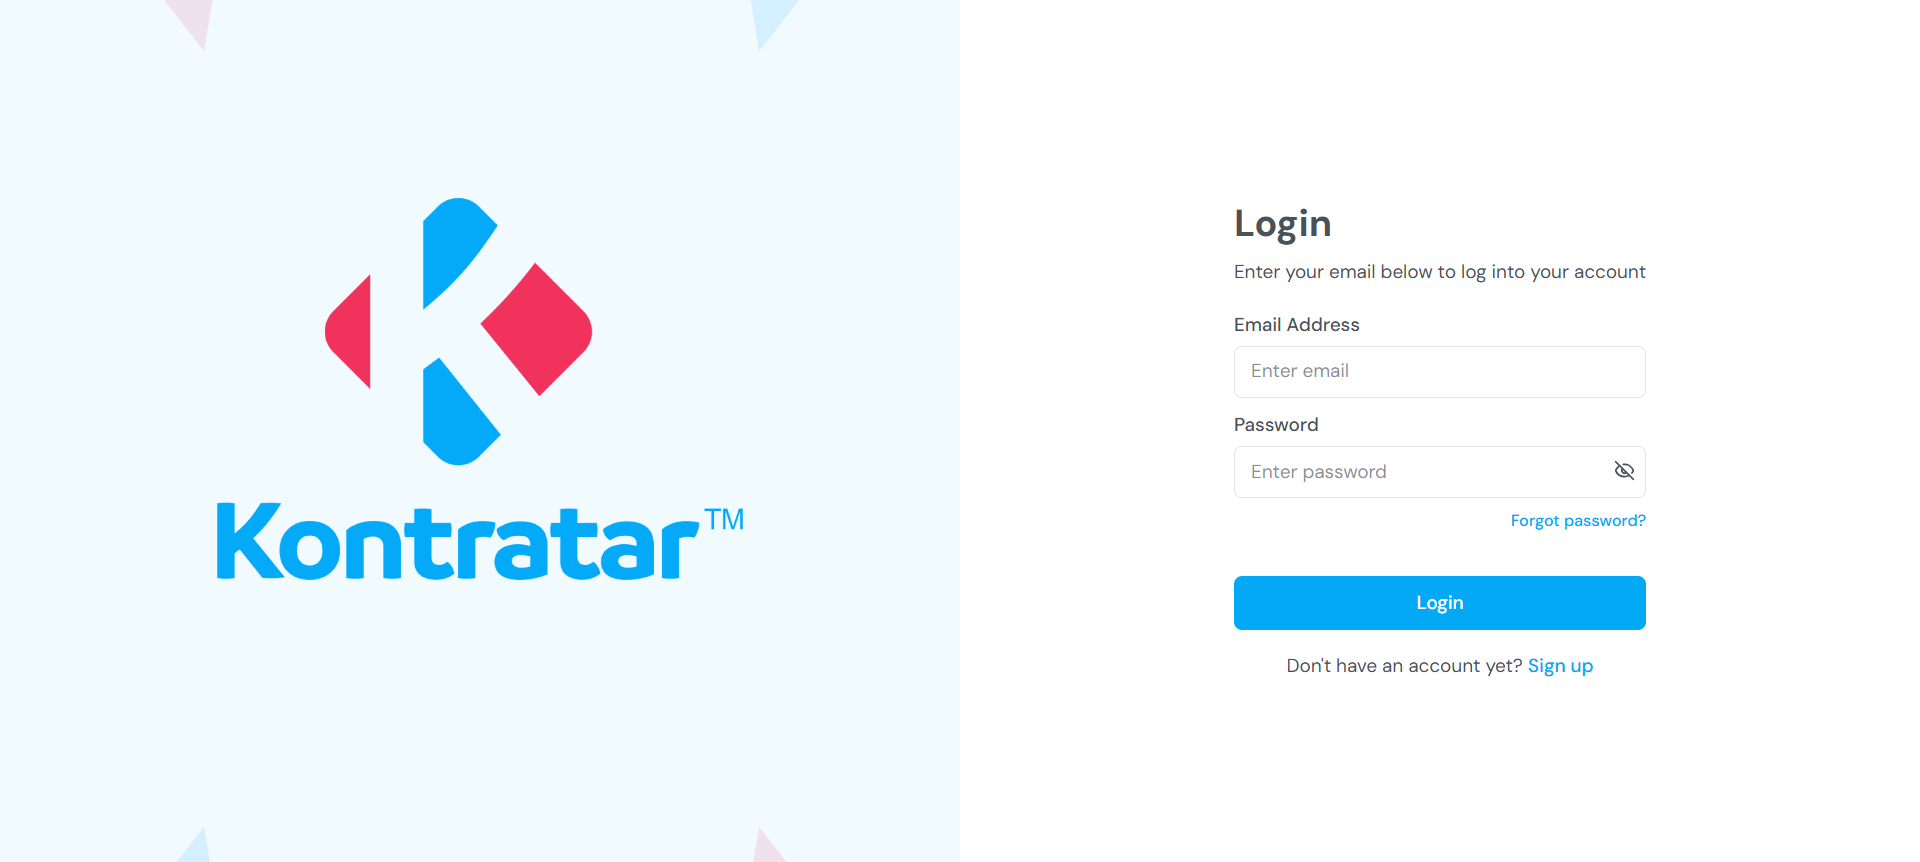 Kontratar™
Login
Enter your email below to log into your account
Email Address
Enter email
Password
Enter password
Forgot password?
Login
Don't have an account yet? Sign up